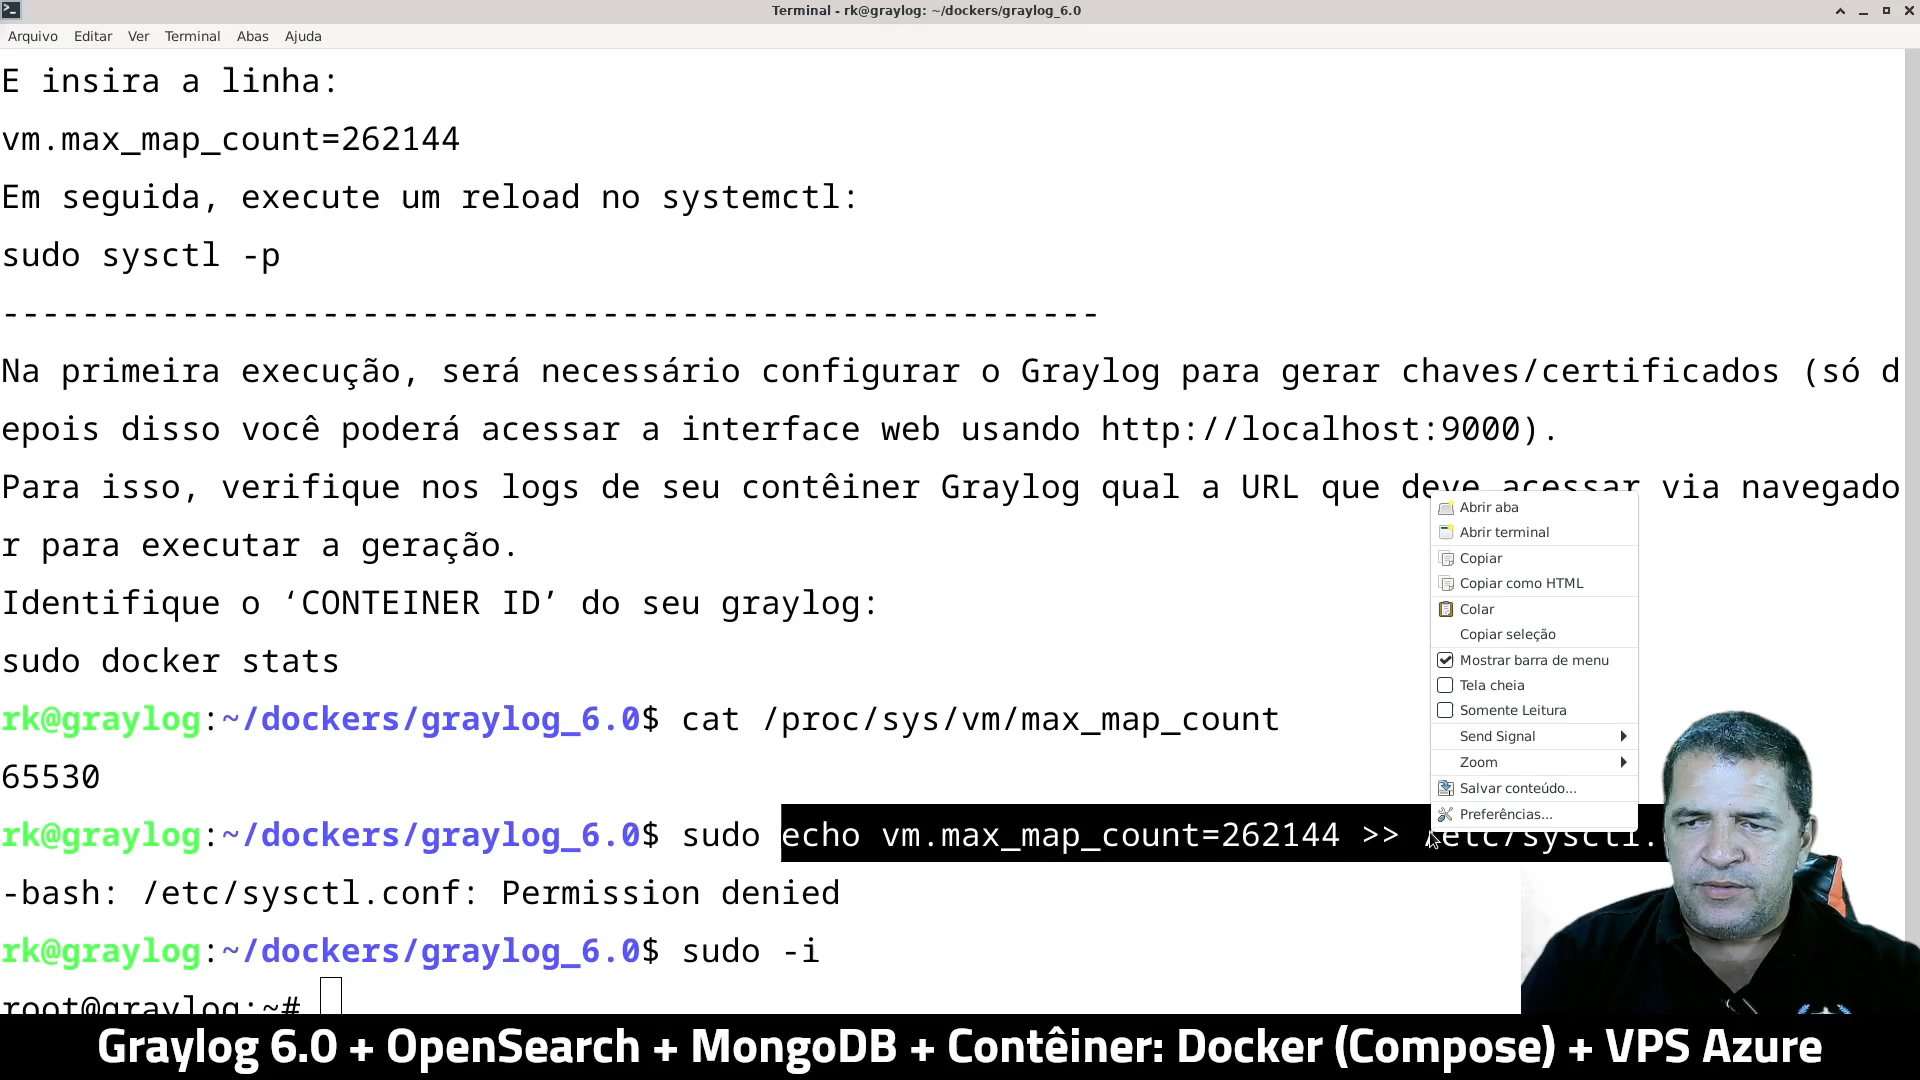 Terminal - rk@graylog: ~/dockers/graylog_6.0
Arquivo Editar Ver Terminal Abas Ajuda
E insira a linha:
vm.max_map_count=262144
Em seguida, execute um reload no systemctl:
sudo sysctl -p
-------------------------------------------------------
Na primeira execução, será necessário configurar o Graylog para gerar chaves/certificados (só d
epois disso você poderá acessar a interface web usando http://localhost:9000).
Para isso, verifique nos logs de seu contêiner Graylog qual a URL que deve acessar via navegado
r para executar a geração.
Identifique o ‘CONTEINER ID’ do seu graylog:
sudo docker stats
rk@graylog:~/dockers/graylog_6.0$ cat /proc/sys/vm/max_map_count
65530
rk@graylog:~/dockers/graylog_6.0$ sudo echo vm.max_map_count=262144 >> /etc/sysctl.
-bash: /etc/sysctl.conf: Permission denied
rk@graylog:~/dockers/graylog_6.0$ sudo -i
root@graylog:~#
Abrir aba
Abrir terminal
Copiar
Copiar como HTML
Colar
Copiar seleção
Mostrar barra de menu
Tela cheia
Somente Leitura
Send Signal
Zoom
Salvar conteúdo...
Preferências...
Graylog 6.0 + OpenSearch + MongoDB + Contêiner: Docker (Compose) + VPS Azure